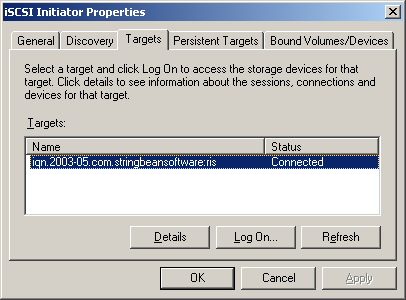 iSCSI Initiator Properties
General Discovery Targets Persistent Targets Bound Volumes/Devices
Select a target and click Log On to access the storage devices for that
target. Click details to see information about the sessions, connections and
devices for that target.
Targets:
Name Status
iqn.2003-05.com.stringbeansoftware:ris Connected
Details Log On... Refresh
OK Cancel Apply